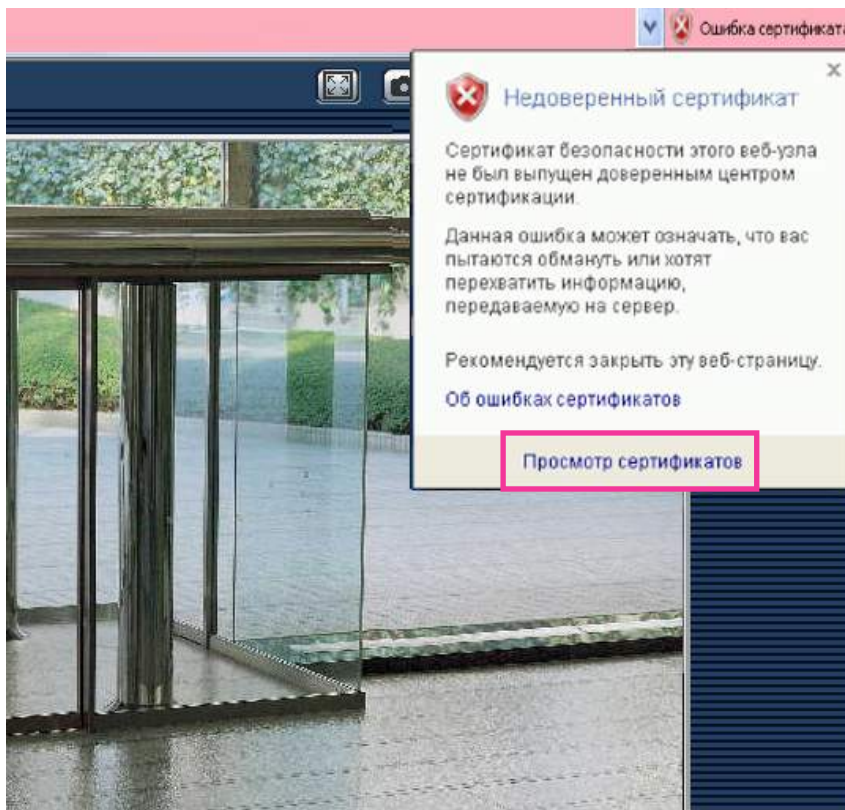 Ошибка сертификата
Недоверенный сертификат
Сертификат безопасности этого веб-узла
не был выпущен доверенным центром
сертификации.
Данная ошибка может означать, что вас
пытаются обмануть или хотят
перехватить информацию,
передаваемую на сервер.
Рекомендуется закрыть эту веб-страницу.
Об ошибках сертификатов
Просмотр сертификатов